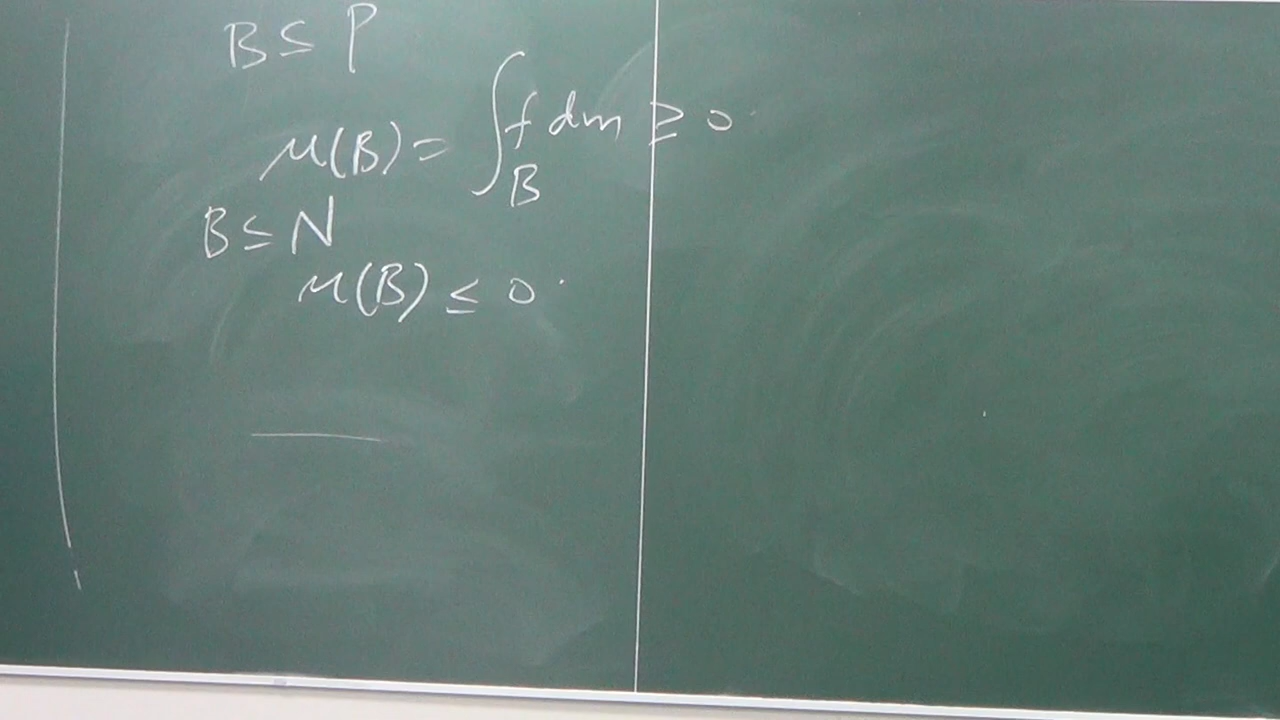 B ⊆ P
μ(B) = ∫_B f dm ≥ 0.
B ⊆ N
μ(B) ≤ 0.